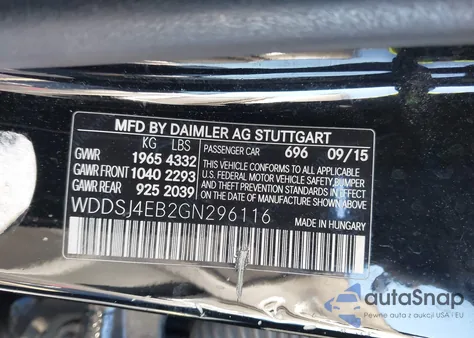 MFD BY DAIMLER AG STUTTGART
KG LBS PASSENGER CAR 696 09/15
GVWR 1965 4332
GVWR FRONT 1040 2293
GVWR REAR 925 2039
THIS VEHICLE CONFORMS TO ALL APPLICABLE
U.S. FEDERAL MOTOR VEHICLE SAFETY, BUMPER
AND THEFT PREVENTION STANDARDS IN EFFECT
ON THE DATE OF MANUFACTURE SHOWN ABOVE.
WDDSJ4EB2GN296116
MADE IN HUNGARY
autoSnap
Pewne auta z aukcji USA i EU